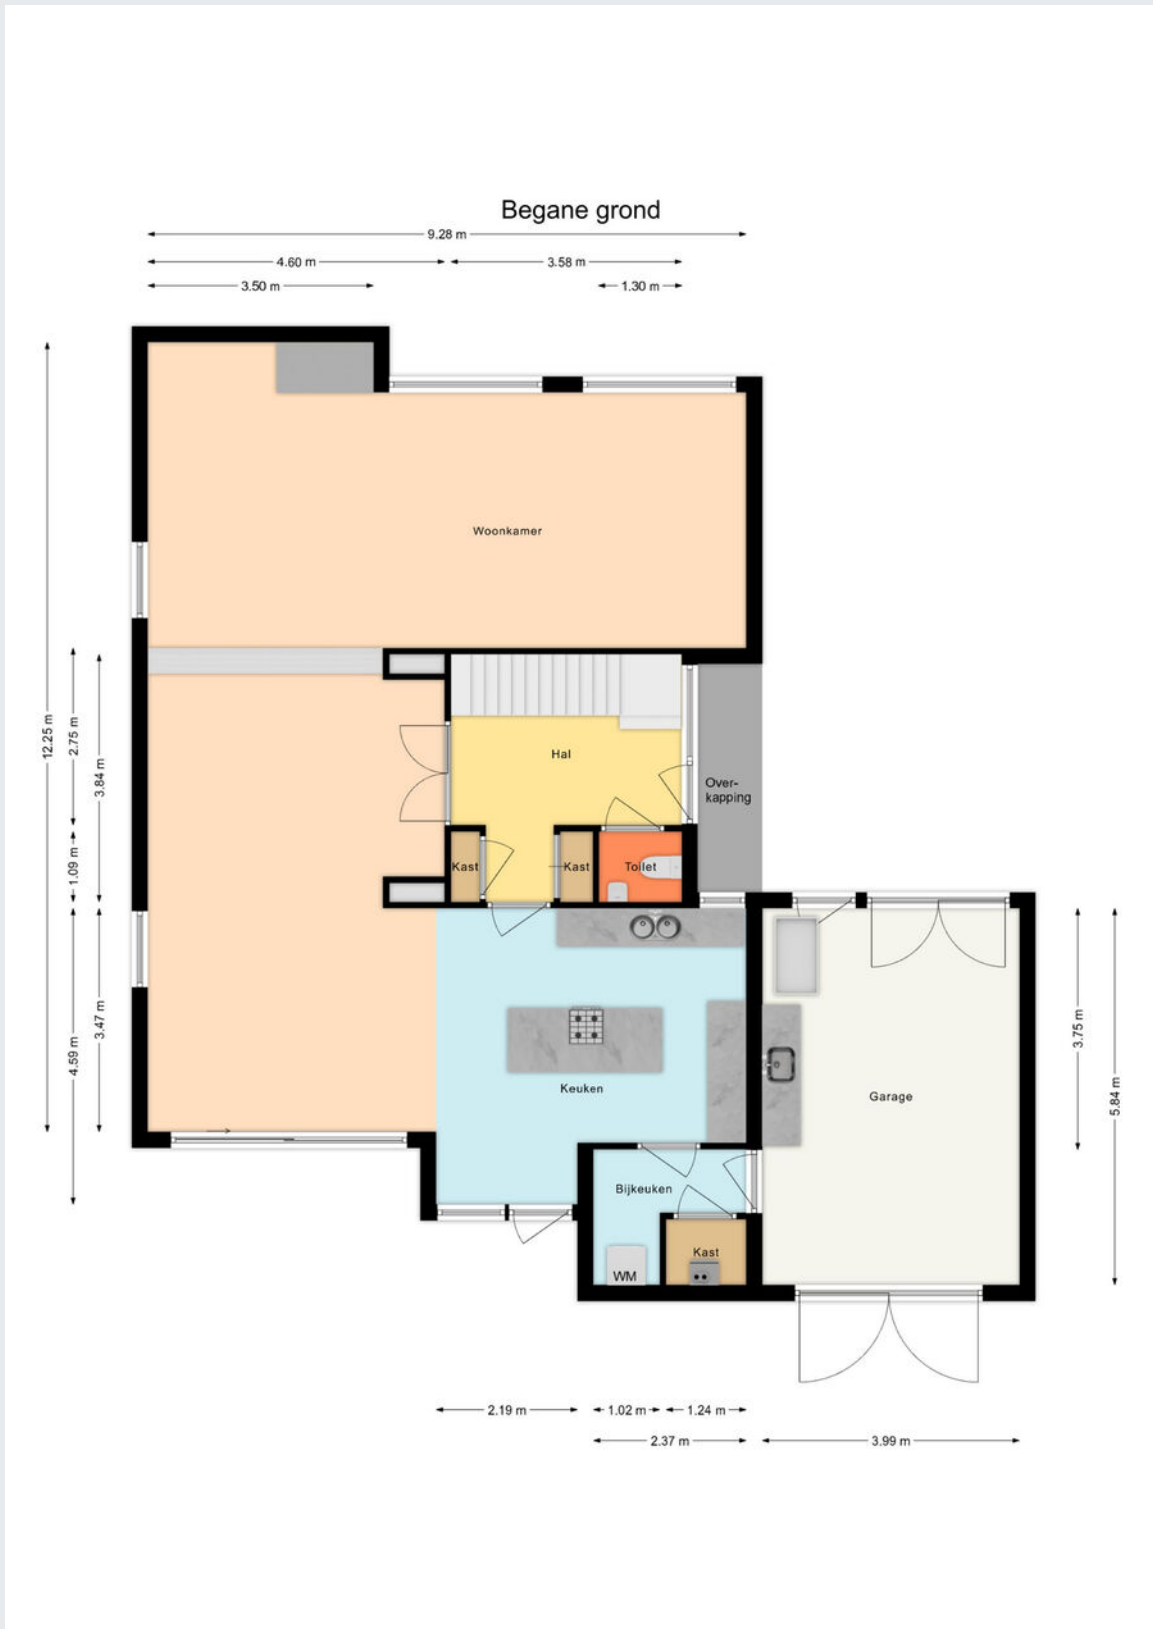 Begane grond
9.28 m
4.60 m
3.58 m
3.50 m
1.30 m
Woonkamer
12.25 m
2.75 m
3.84 m
Hal
Over-
kapping
1.09 m
Kast
Kast
Toilet
4.59 m
3.47 m
Keuken
Garage
3.75 m
5.84 m
Bijkeuken
Kast
WM
2.19 m
1.02 m
1.24 m
2.37 m
3.99 m